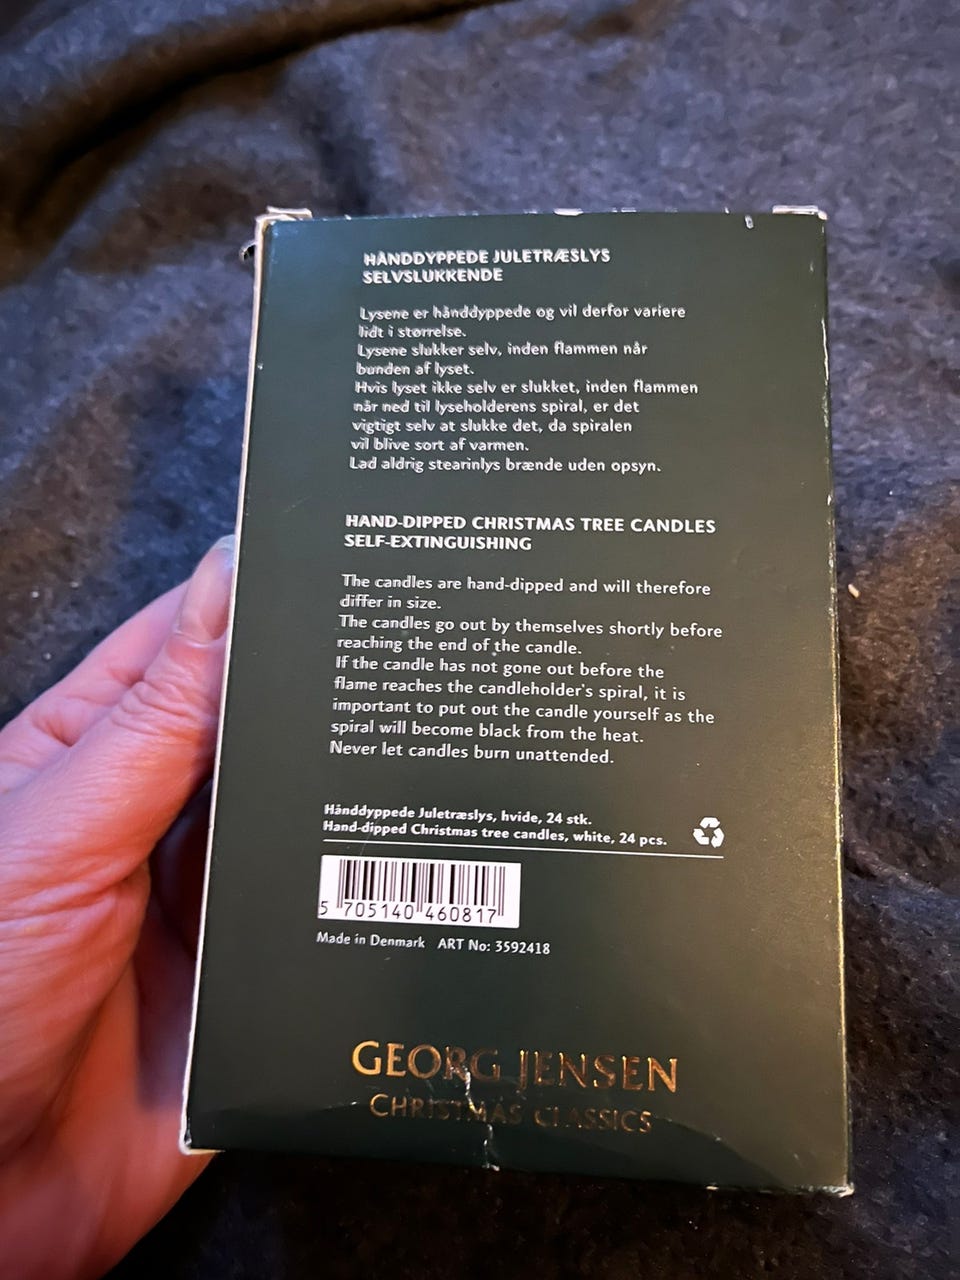 HÅNDDYPPEDE JULETRÆSLYS
SELVSLUKKENDE
Lysene er hånddyppede og vil derfor variere
lidt i størrelse.
Lysene slukker selv, inden flammen når
bunden af lyset.
Hvis lyset ikke selv er slukket, inden flammen
når ned til lyseholderens spiral, er det
vigtigt selv at slukke det, da spiralen
vil blive sort af varmen.
Lad aldrig stearinlys brænde uden opsyn.
HAND-DIPPED CHRISTMAS TREE CANDLES
SELF-EXTINGUISHING
The candles are hand-dipped and will therefore
differ in size.
The candles go out by themselves shortly before
reaching the end of the candle.
If the candle has not gone out before the
flame reaches the candleholder's spiral, it is
important to put out the candle yourself as the
spiral will become black from the heat.
Never let candles burn unattended.
Hånddyppede Juletræslys, hvide, 24 stk.
Hand-dipped Christmas tree candles, white, 24 pcs.
5 705140 460817
Made in Denmark ART No: 3592418
GEORG JENSEN
CHRISTMAS CLASSICS